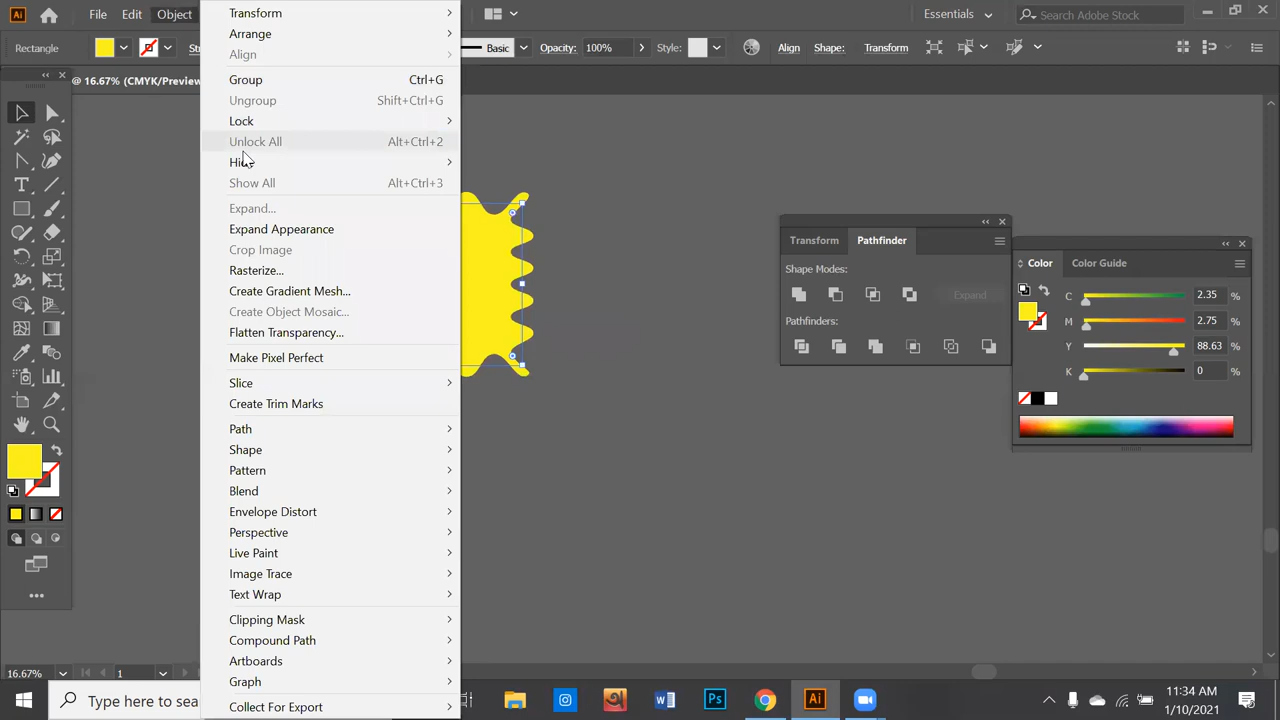 Ai File Edit Object Essentials Search Adobe Stock
Rectangle St Basic Opacity: 100% Style: Align Shape: Transform
@ 16.67% (CMYK/Preview
Transform
Arrange
Align
Group Ctrl+G
Ungroup Shift+Ctrl+G
Lock
Unlock All Alt+Ctrl+2
Hide
Show All Alt+Ctrl+3
Expand...
Expand Appearance
Crop Image
Rasterize...
Create Gradient Mesh...
Create Object Mosaic...
Flatten Transparency...
Make Pixel Perfect
Slice
Create Trim Marks
Path
Shape
Pattern
Blend
Envelope Distort
Perspective
Live Paint
Image Trace
Text Wrap
Clipping Mask
Compound Path
Artboards
Graph
Collect For Export
Transform Pathfinder
Shape Modes:
Expand
Pathfinders:
Color Color Guide
C 2.35 %
M 2.75 %
Y 88.63 %
K 0 %
16.67% 1
Type here to sea
Ps Ai
11:34 AM
1/10/2021